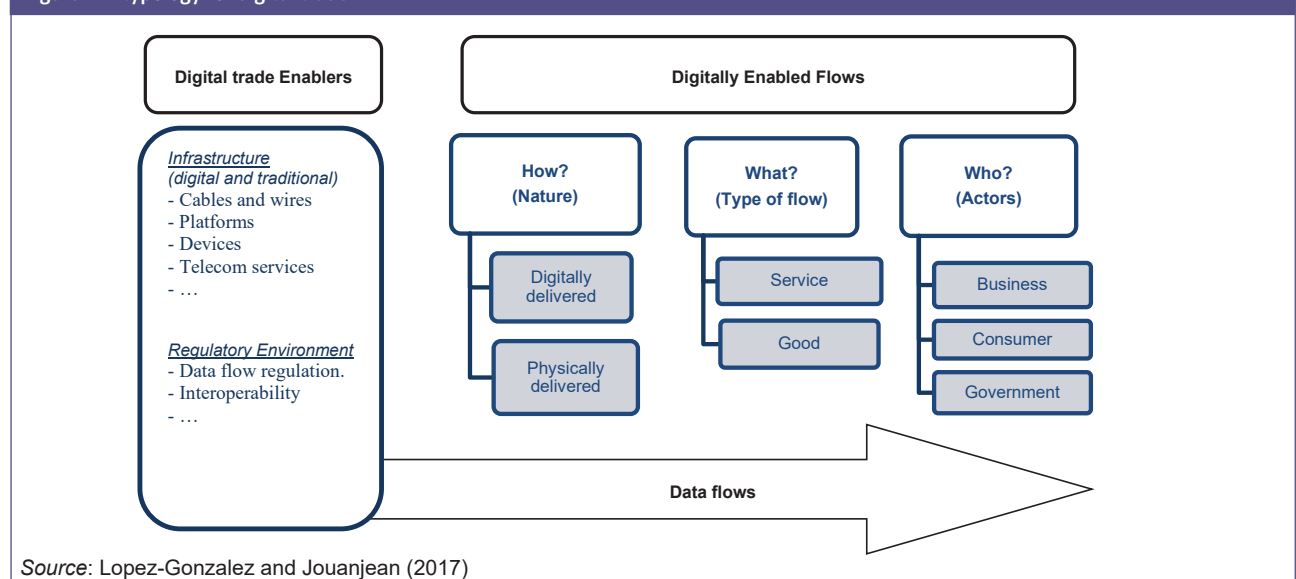 Digital trade Enablers
Digitally Enabled Flows
Infrastructure
(digital and traditional)
- Cables and wires
- Platforms
- Devices
- Telecom services
- …
Regulatory Environment
- Data flow regulation.
- Interoperability
- …
How?
(Nature)
Digitally
delivered
Physically
delivered
What?
(Type of flow)
Service
Good
Who?
(Actors)
Business
Consumer
Government
Data flows
Source: Lopez-Gonzalez and Jouanjean (2017)